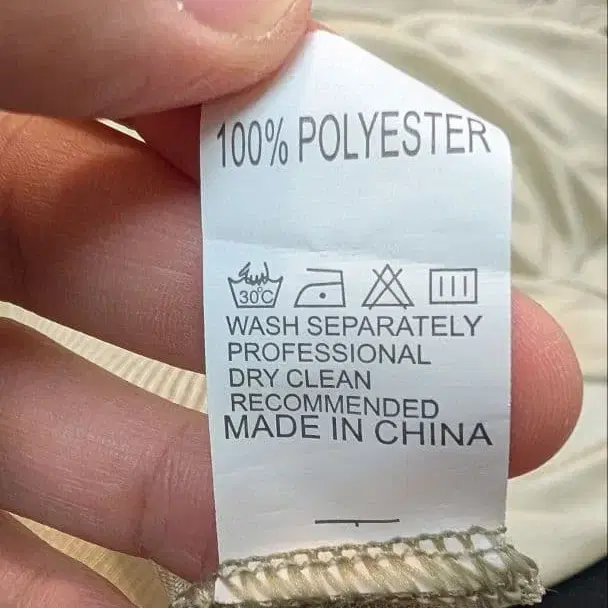 100% POLYESTER
30°C
WASH SEPARATELY
PROFESSIONAL
DRY CLEAN
RECOMMENDED
MADE IN CHINA